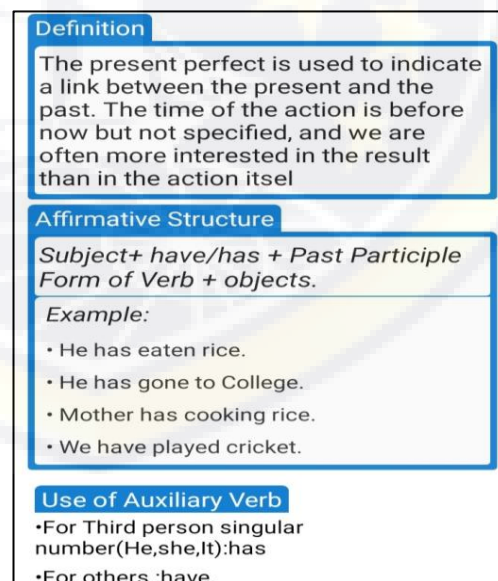 Definition
The present perfect is used to indicate
a link between the present and the
past. The time of the action is before
now but not specified, and we are
often more interested in the result
than in the action itsel
Affirmative Structure
Subject+ have/has + Past Participle
Form of Verb + objects.
Example:
• He has eaten rice.
• He has gone to College.
• Mother has cooking rice.
• We have played cricket.
Use of Auxiliary Verb
•For Third person singular
number(He,she,It):has
•For others :have